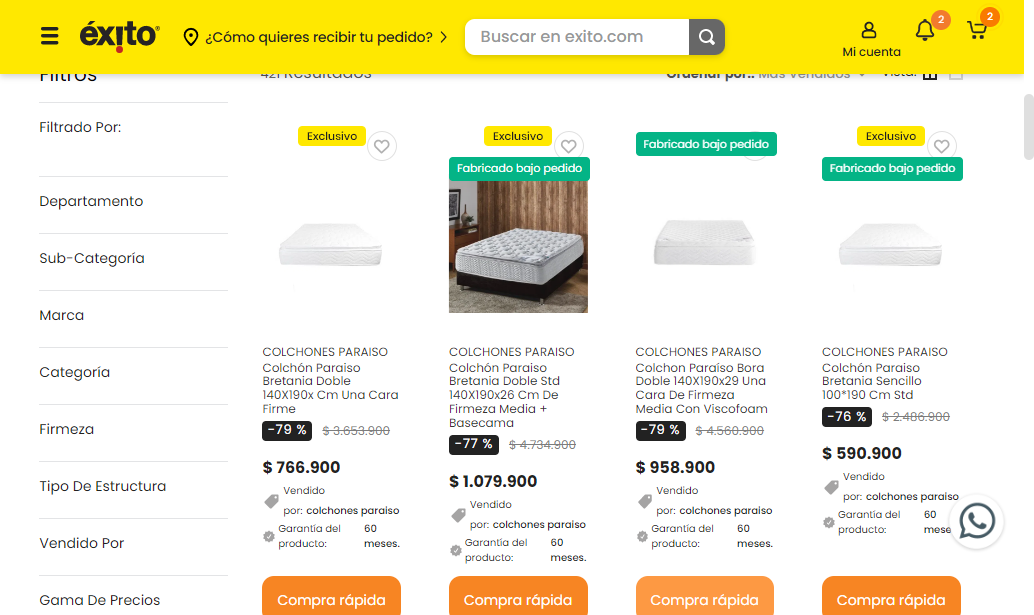 éxito
¿Cómo quieres recibir tu pedido?
Buscar en exito.com
Mi cuenta
2
2
Filtros
421 Resultados
Ordenar por.: Más vendidos
Vista:
Filtrado Por:
Departamento
Sub-Categoría
Marca
Categoría
Firmeza
Tipo De Estructura
Vendido Por
Gama De Precios
Exclusivo
COLCHONES PARAISO
Colchón Paraiso
Bretania Doble
140X190x Cm Una Cara
Firme
-79 %
$ 3.653.900
$ 766.900
Vendido
por: colchones paraiso
Garantía del
producto:
60
meses.
Compra rápida
Exclusivo
Fabricado bajo pedido
COLCHONES PARAISO
Colchón Paraiso
Bretania Doble Std
140X190x26 Cm De
Firmeza Media +
Basecama
-77 %
$ 4.734.900
$ 1.079.900
Vendido
por: colchones paraiso
Garantía del
producto:
60
meses.
Compra rápida
Fabricado bajo pedido
COLCHONES PARAISO
Colchon Paraíso Bora
Doble 140X190x29 Una
Cara De Firmeza
Media Con Viscofoam
-79 %
$ 4.560.900
$ 958.900
Vendido
por: colchones paraiso
Garantía del
producto:
60
meses.
Compra rápida
Exclusivo
Fabricado bajo pedido
COLCHONES PARAISO
Colchón Paraiso
Bretania Sencillo
100*190 Cm Std
-76 %
$ 2.486.900
$ 590.900
Vendido
por: colchones paraiso
Garantía del
producto:
60
Compra rápida